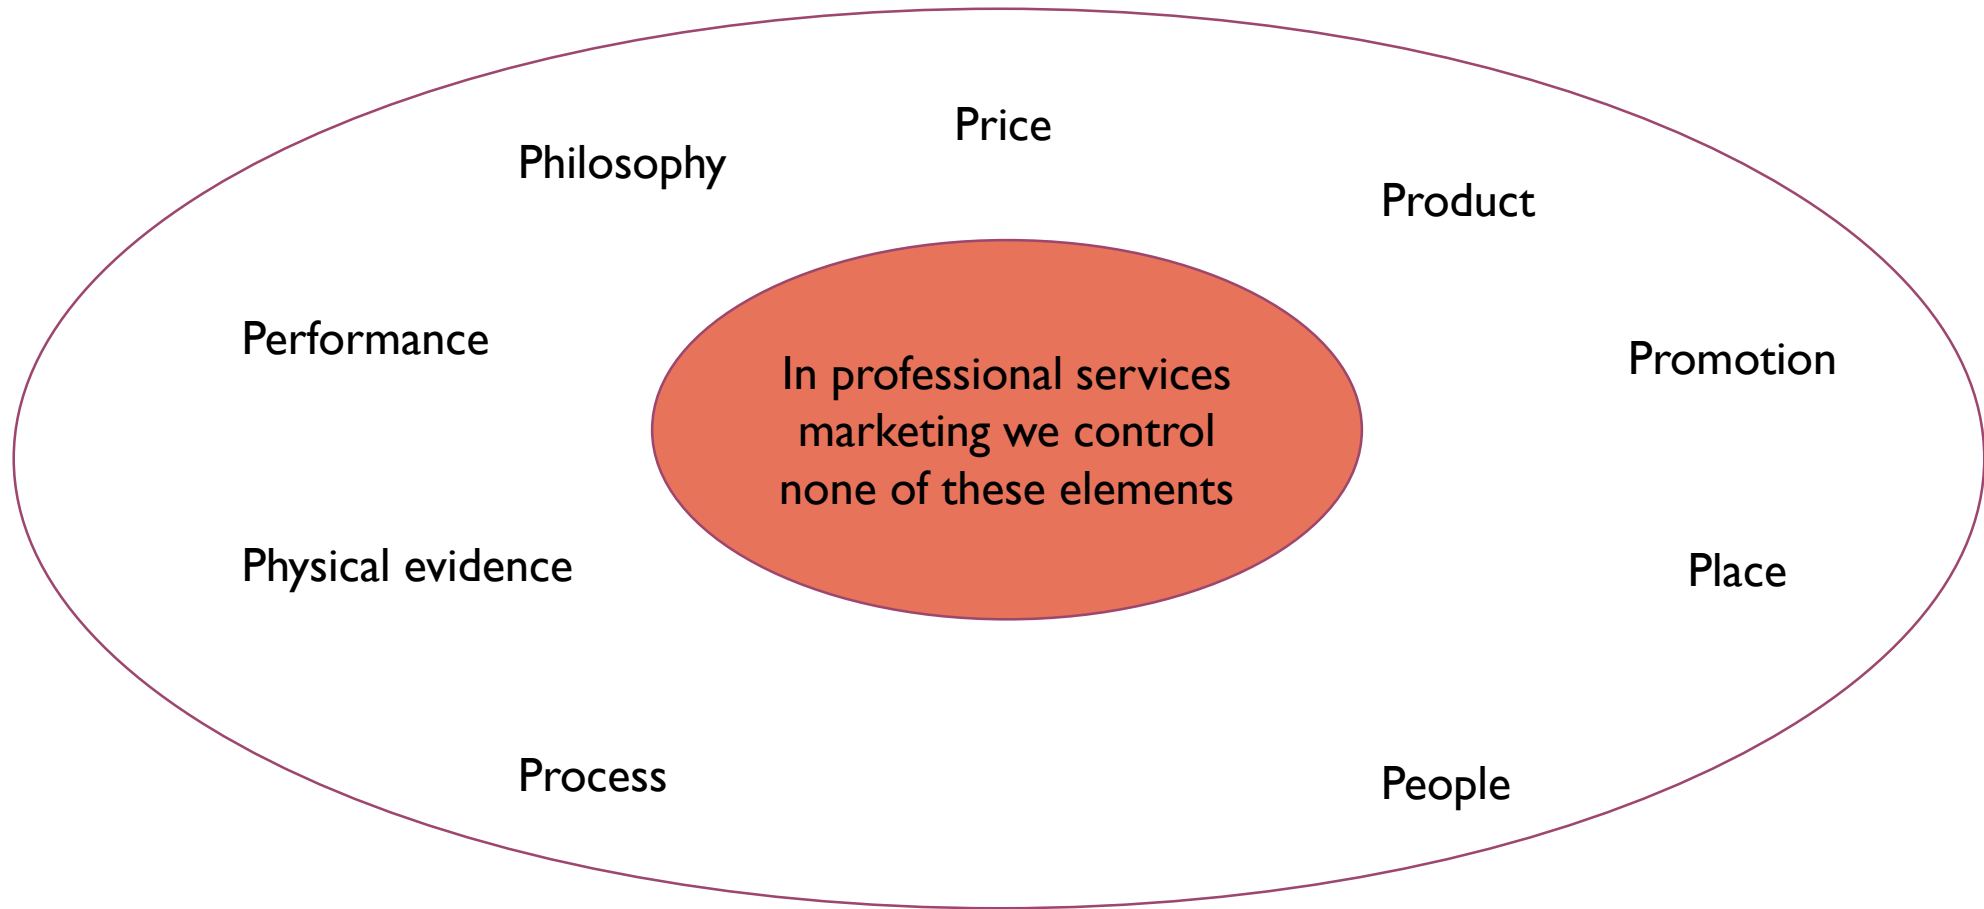 Price
Philosophy
Product
Performance
Promotion
In professional services
marketing we control
none of these elements
Physical evidence
Place
Process
People